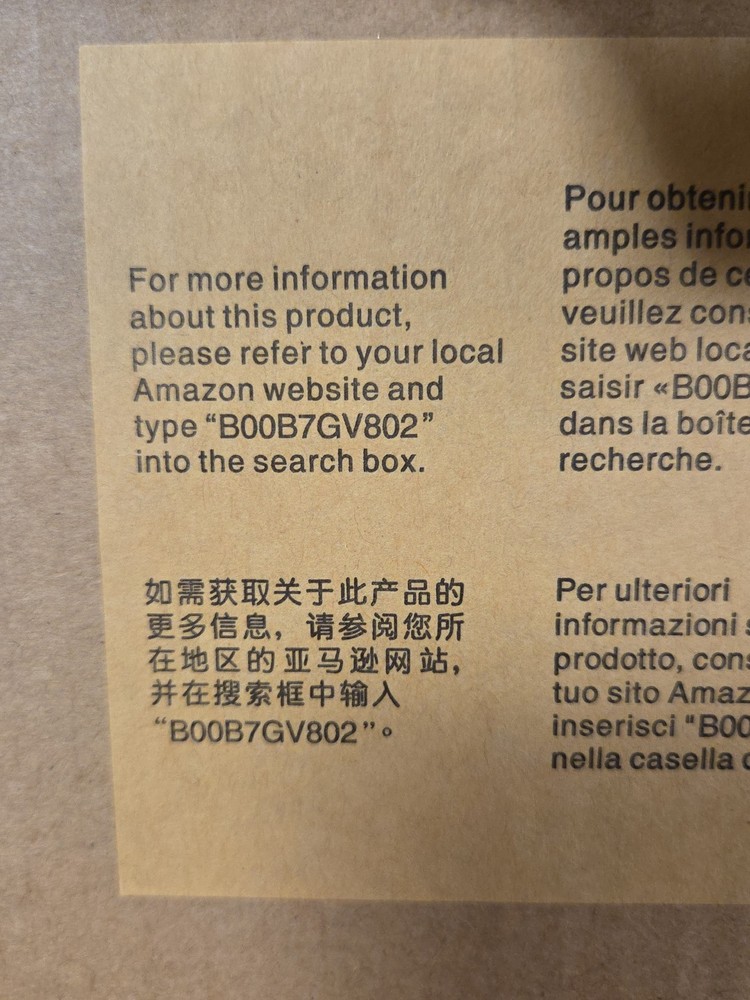 For more information
about this product,
please refer to your local
Amazon website and
type “B00B7GV802”
into the search box.
Pour obteni
amples infor
propos de ce
veuillez cons
site web loca
saisir «B00B
dans la boîte
recherche.
如需获取关于此产品的
更多信息，请参阅您所
在地区的亚马逊网站，
并在搜索框中输入
“B00B7GV802”。
Per ulteriori
informazioni s
prodotto, cons
tuo sito Amaz
inserisci “B00
nella casella d